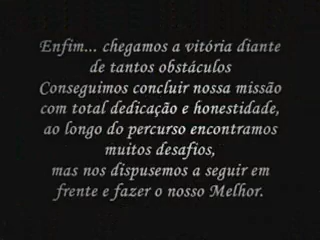 Enfim... chegamos a vitória diante
de tantos obstáculos
Conseguimos concluir nossa missão
com total dedicação e honestidade,
ao longo do percurso encontramos
muitos desafios,
mas nos dispusemos a seguir em
frente e fazer o nosso Melhor.